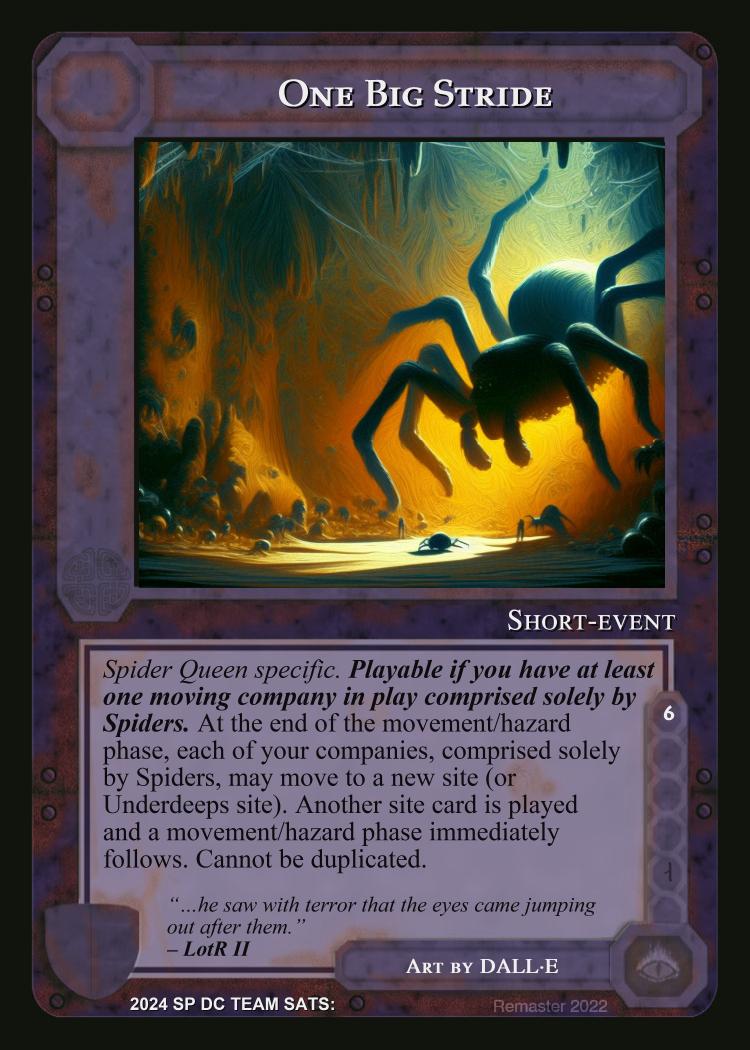 One Big Stride
Short-event
Spider Queen specific. Playable if you have at least
one moving company in play comprised solely by
Spiders. At the end of the movement/hazard
phase, each of your companies, comprised solely
by Spiders, may move to a new site (or
Underdeeps site). Another site card is played
and a movement/hazard phase immediately
follows. Cannot be duplicated.
6
“...he saw with terror that the eyes came jumping
out after them.”
– LotR II
Art by DALL·E
2024 SP DC TEAM SATS:
Remaster 2022